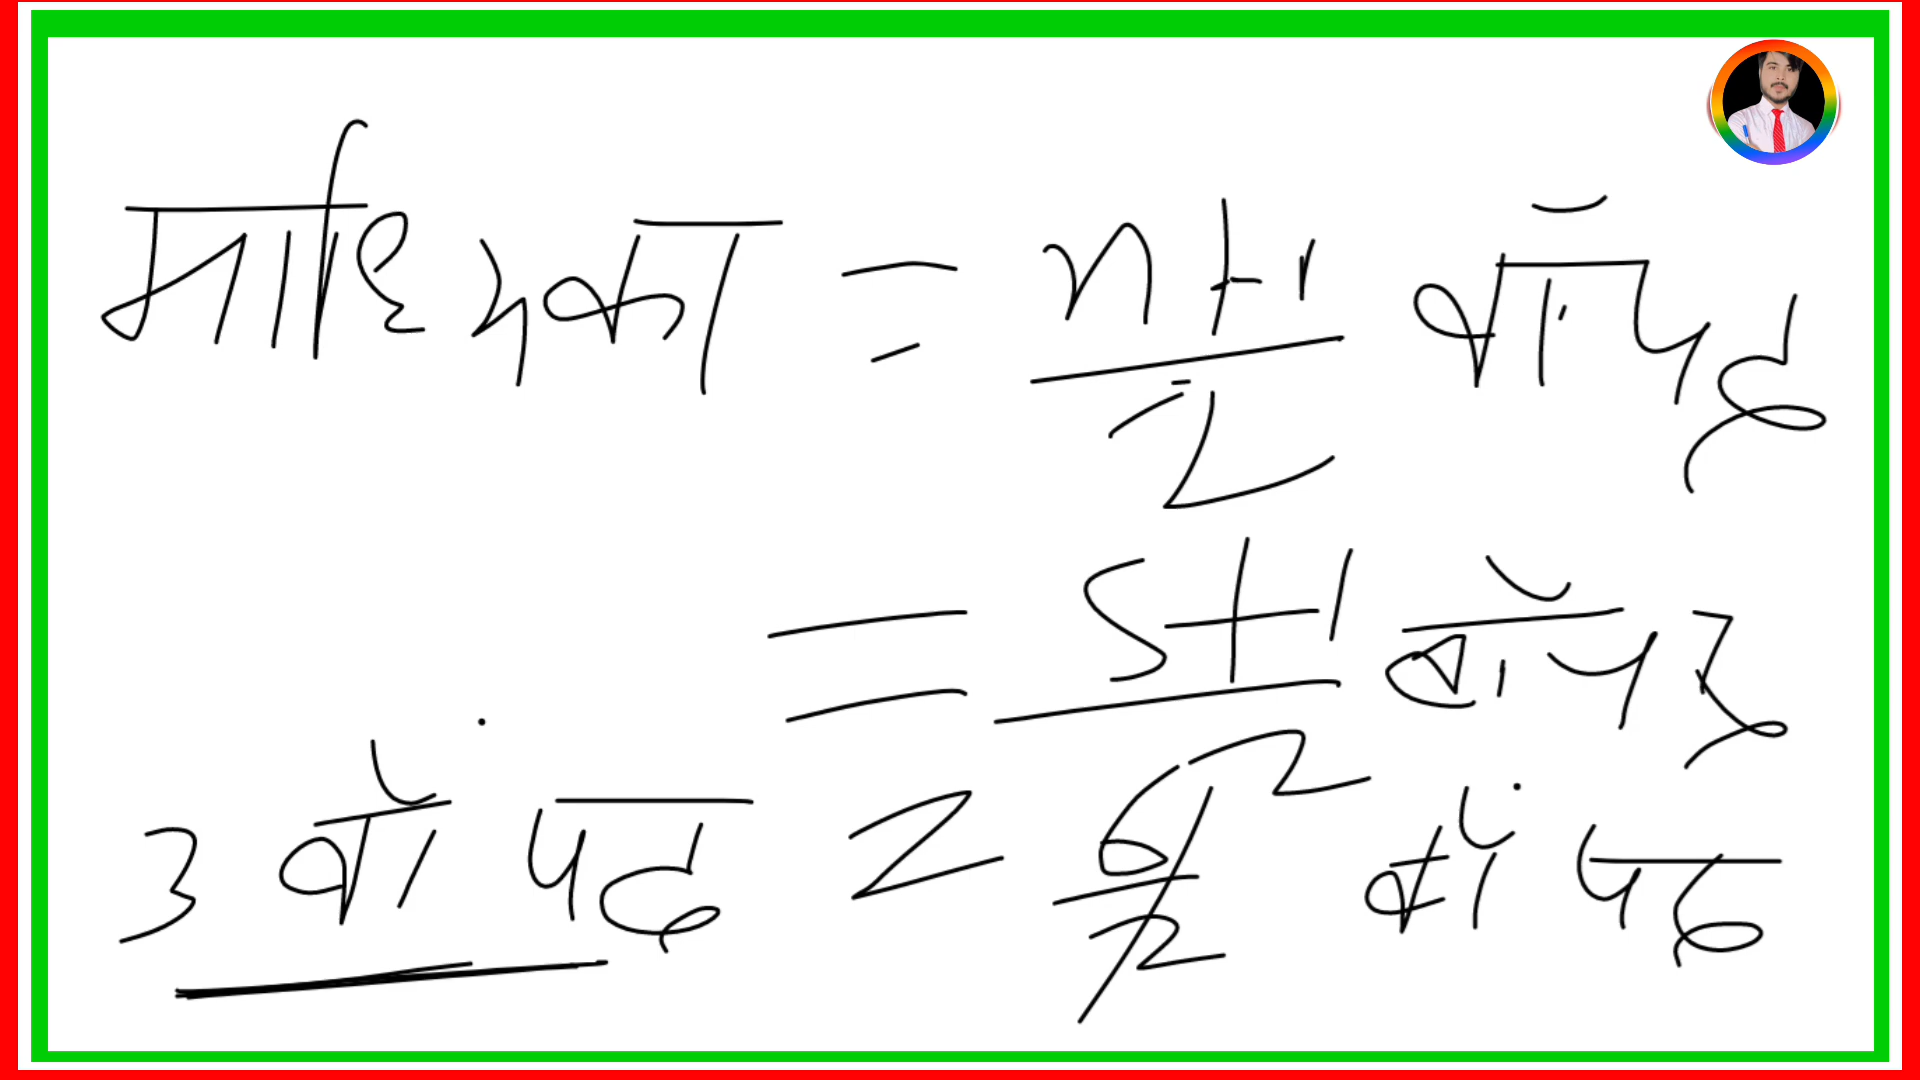 माध्यिका = n+1/2 वाँ पद
= 5+1/2 वाँ पद
3 वाँ पद = 6/2 वाँ पद